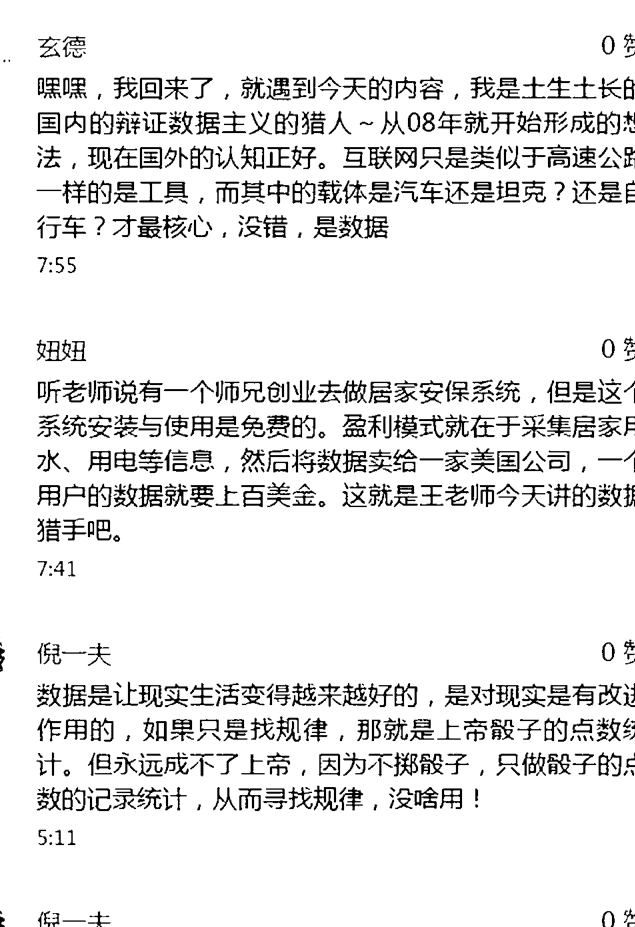 玄德
0
嘿嘿，我回来了，就遇到今天的内容，我是土生土长的
国内的辩证数据主义的猎人～从08年就开始形成的想
法，现在国外的认知正好。互联网只是类似于高速公路
一样的是工具，而其中的载体是汽车还是坦克？还是自
行车？才最核心，没错，是数据
7:55
妞妞
0
听老师说有一个师兄创业去做居家安保系统，但是这个
系统安装与使用是免费的。盈利模式就在于采集居家用
水、用电等信息，然后将数据卖给一家美国公司，一个
用户的数据就要上百美金。这就是王老师今天讲的数据
猎手吧。
7:41
倪一夫
0
数据是让现实生活变得越来越好的，是对现实是有改进
作用的，如果只是找规律，那就是上帝骰子的点数统
计。但永远成不了上帝，因为不掷骰子，只做骰子的点
数的记录统计，从而寻找规律，没啥用！
5:11
倪一夫
0